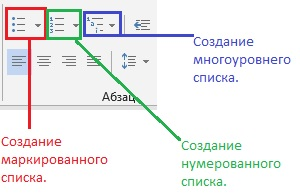 Создание
многоуровнего
списка.
Абзац
Создание
маркированного
списка.
Создание
нумерованного
списка.